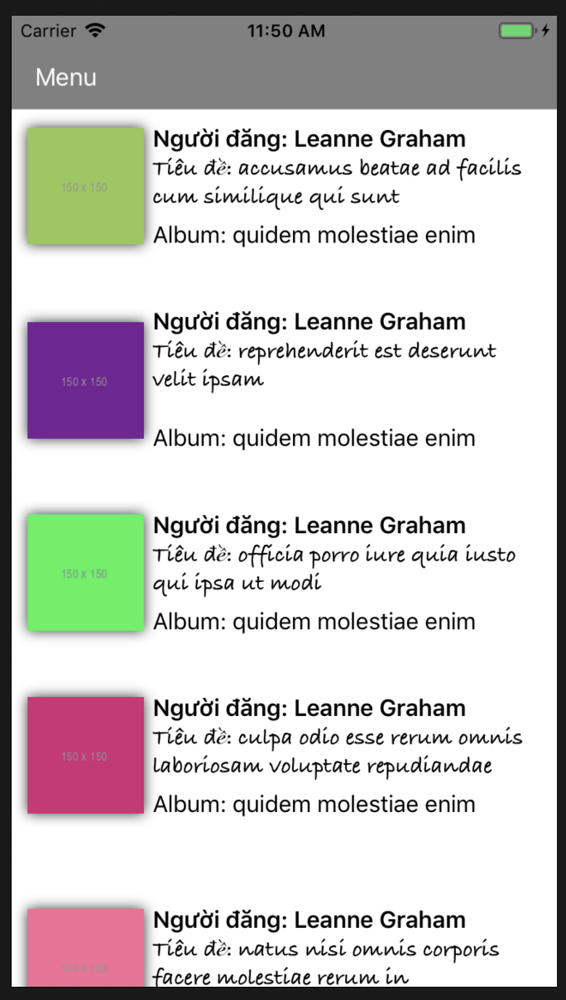 Carrier 11:50 AM
Menu
150 x 150
Người đăng: Leanne Graham
Tiêu đề: accusamus beatae ad facilis
cum similique qui sunt
Album: quidem molestiae enim
150 x 150
Người đăng: Leanne Graham
Tiêu đề: reprehenderit est deserunt
velit ipsam
Album: quidem molestiae enim
150 x 150
Người đăng: Leanne Graham
Tiêu đề: officia porro iure quia iusto
qui ipsa ut modi
Album: quidem molestiae enim
150 x 150
Người đăng: Leanne Graham
Tiêu đề: culpa odio esse rerum omnis
laboriosam voluptate repudiandae
Album: quidem molestiae enim
150 x 150
Người đăng: Leanne Graham
Tiêu đề: natus nisi omnis corporis
facere molestiae rerum in